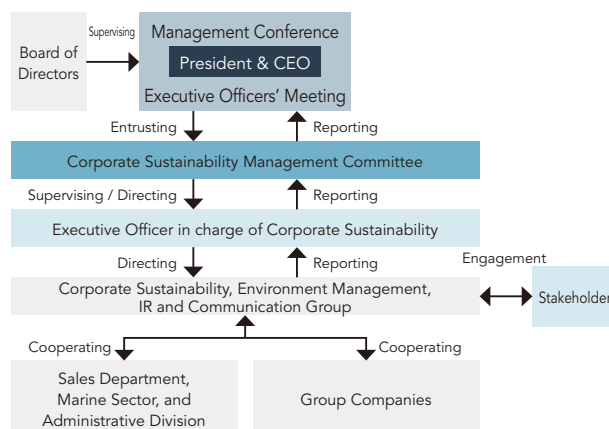 Supervising
Management Conference
Board of
Directors
President & CEO
Executive Officers’ Meeting
Entrusting
Reporting
Corporate Sustainability Management Committee
Supervising / Directing
Reporting
Executive Officer in charge of Corporate Sustainability
Directing
Reporting
Engagement
Corporate Sustainability, Environment Management,
IR and Communication Group
Stakeholder
Cooperating
Cooperating
Sales Department,
Marine Sector, and
Administrative Division
Group Companies